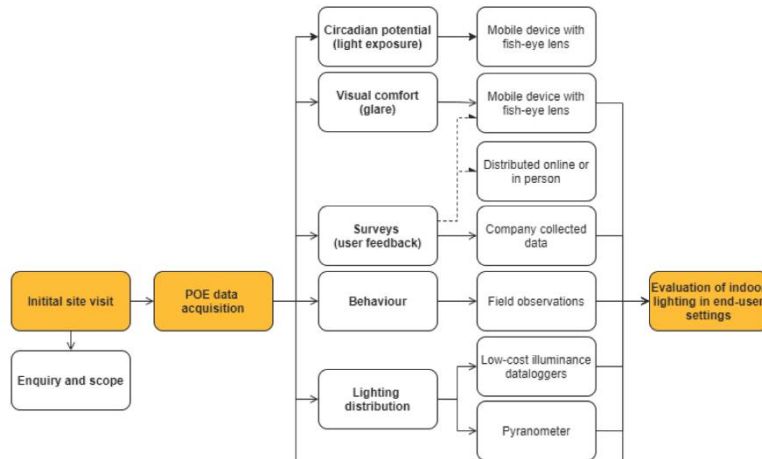 Circadian potential
(light exposure)
Mobile device with
fish-eye lens
Visual comfort
(glare)
Mobile device with
fish-eye lens
Distributed online or
in person
Surveys
(user feedback)
Company collected
data
Initital site visit
POE data
acquisition
Behaviour
Field observations
Evaluation of indoor
lighting in end-user
settings
Enquiry and scope
Lighting
distribution
Low-cost illuminance
dataloggers
Pyranometer